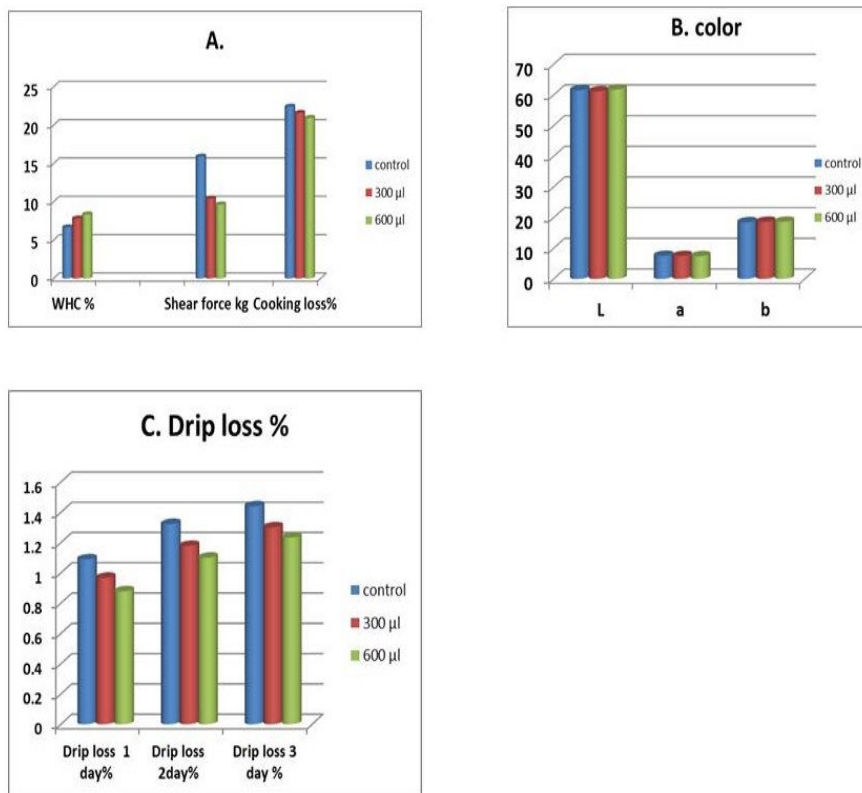 A.
25
20
15
10
5
0
WHC %
Shear force kg
Cooking loss%
control
300 µl
600 µl
B. color
70
60
50
40
30
20
10
0
L
a
b
control
300 µl
600 µl
C. Drip loss %
1.6
1.4
1.2
1
0.8
0.6
0.4
0.2
0
Drip loss 1
day%
Drip loss
2day%
Drip loss 3
day %
control
300 µl
600 µl